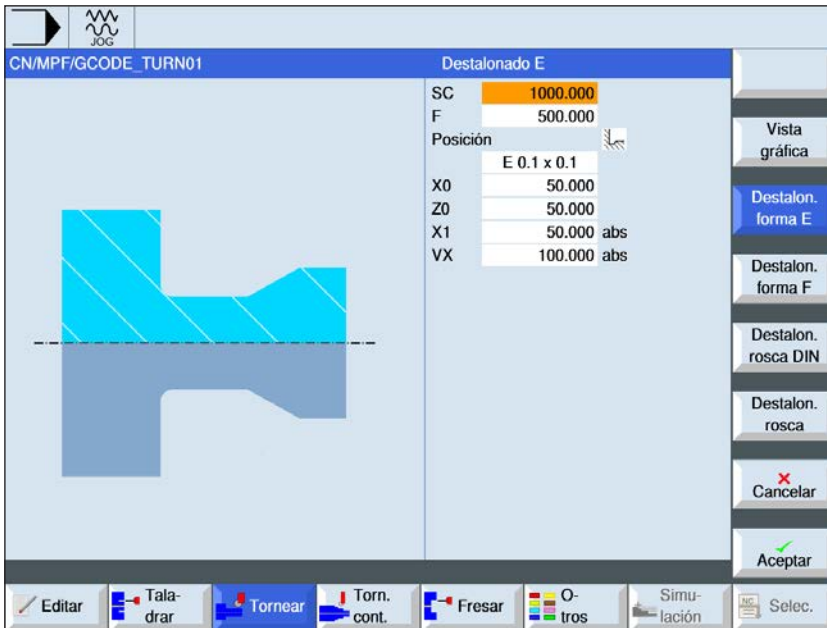 JOG
CN/MPF/GCODE_TURN01
Destalonado E
SC 1000.000
F 500.000
Posición
E 0.1 x 0.1
X0 50.000
Z0 50.000
X1 50.000 abs
VX 100.000 abs
Vista
gráfica
Destalon.
forma E
Destalon.
forma F
Destalon.
rosca DIN
Destalon.
rosca
Cancelar
Aceptar
Editar
Tala-
drar
Tornear
Torn.
cont.
Fresar
O-
tros
Simu-
lación
NC
Selec.